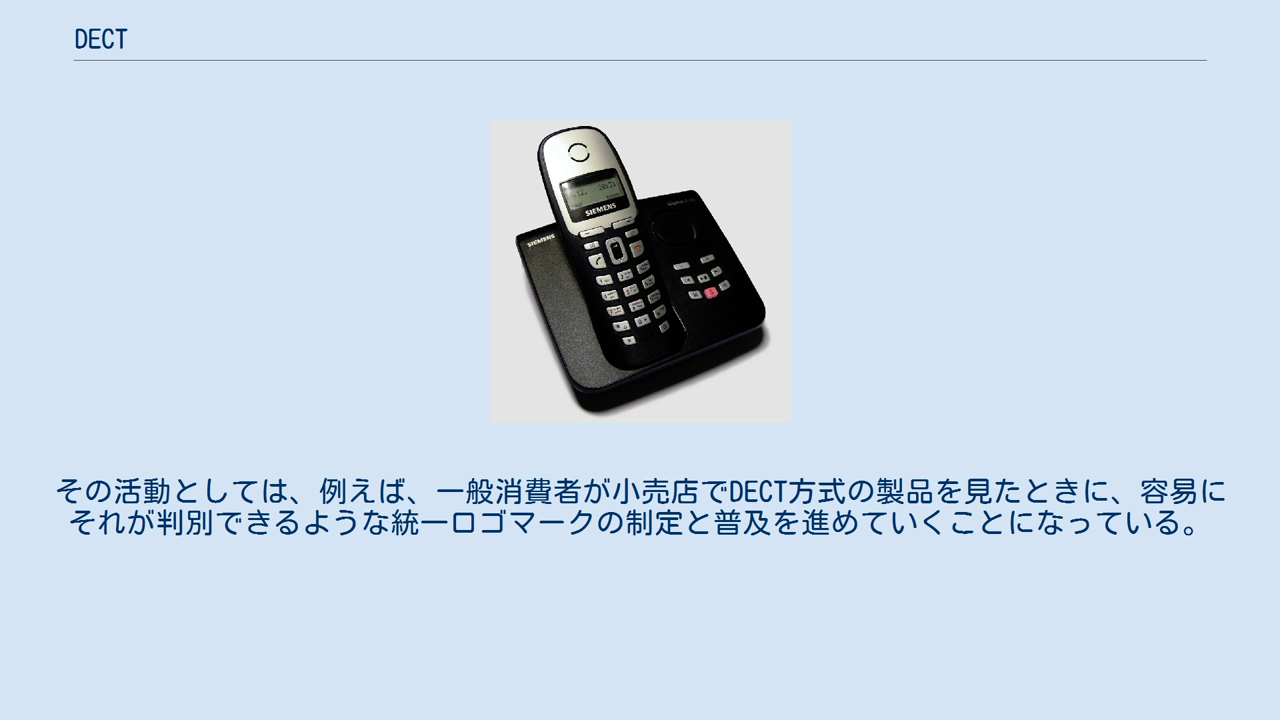 DECT
SIEMENS
SIEMENS
その活動としては、例えば、一般消費者が小売店でDECT方式の製品を見たときに、容易に
それが判別できるような統一ロゴマークの制定と普及を進めていくことになっている。